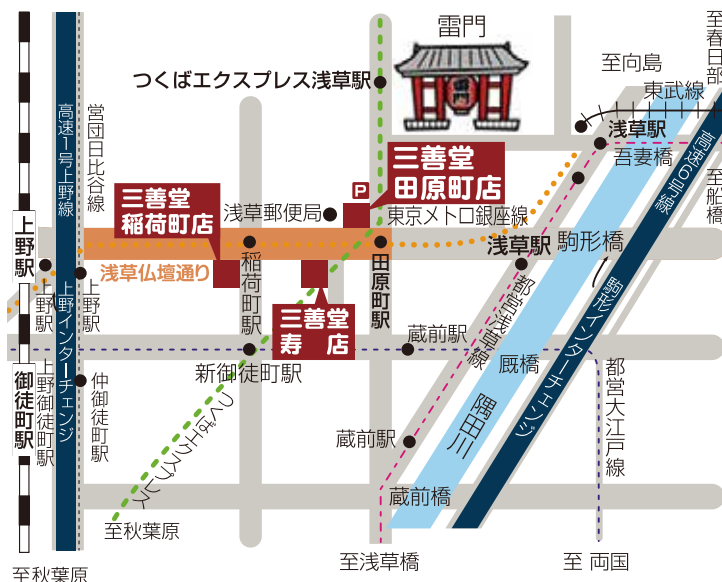 雷門
至向島
至春日部
東武線
つくばエクスプレス浅草駅
高速1号上野線
営団日比谷線
浅草駅
吾妻橋
高速6号線
至船橋
三善堂
田原町店
P
三善堂
稲荷町店
浅草郵便局
東京メトロ銀座線
上野駅
浅草仏壇通り
稲荷町駅
田原町駅
浅草駅
駒形橋
都営浅草線
駒形インターチェンジ
上野駅
上野インターチェンジ
上野駅
三善堂
寿 店
蔵前駅
厩橋
御徒町駅
上野御徒町駅
仲御徒町駅
新御徒町駅
つくばエクスプレス
都営大江戸線
隅田川
蔵前駅
蔵前橋
至秋葉原
至浅草橋
至 両国
至秋葉原